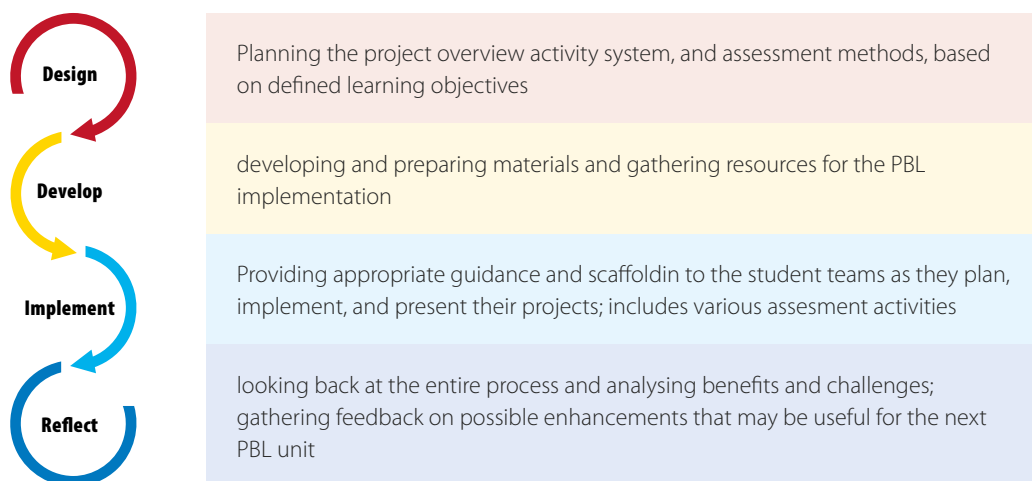 Design
Planning the project overview activity system, and assessment methods, based
on defined learning objectives
Develop
developing and preparing materials and gathering resources for the PBL
implementation
Implement
Providing appropriate guidance and scaffoldin to the student teams as they plan,
implement, and present their projects; includes various assesment activities
Reflect
looking back at the entire process and analysing benefits and challenges;
gathering feedback on possible enhancements that may be useful for the next
PBL unit